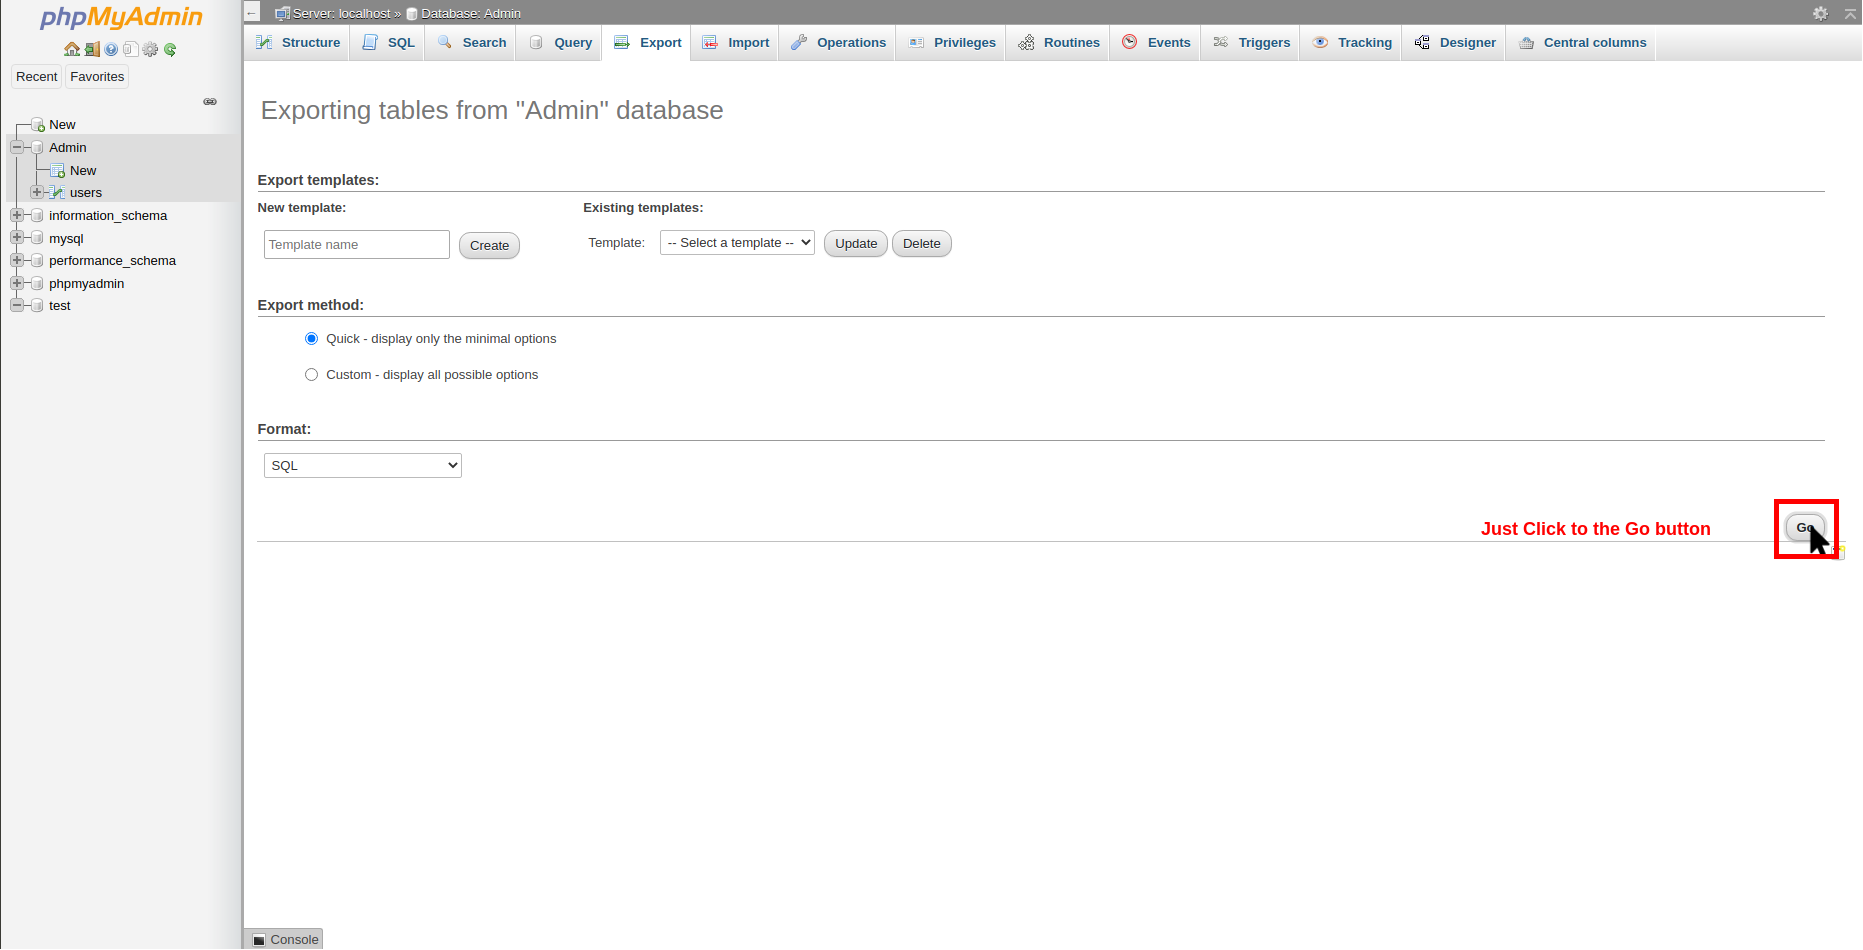 phpMyAdmin
Recent Favorites
New
Admin
New
users
information_schema
mysql
performance_schema
phpmyadmin
test
Server: localhost » Database: Admin
Structure SQL Search Query Export Import Operations Privileges Routines Events Triggers Tracking Designer Central columns
Exporting tables from "Admin" database
Export templates:
New template: Existing templates:
Template name Create Template: -- Select a template -- Update Delete
Export method:
Quick - display only the minimal options
Custom - display all possible options
Format:
SQL
Just Click to the Go button Go
Console